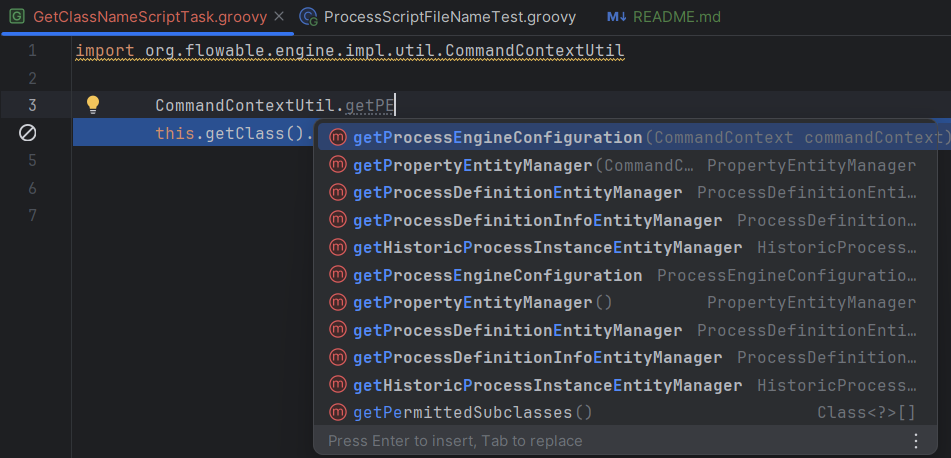 GetClassNameScriptTask.groovy ProcessScriptFileNameTest.groovy README.md
1 import org.flowable.engine.impl.util.CommandContextUtil
2
3 CommandContextUtil.getPE
this.getClass().
5
6
7
getProcessEngineConfiguration(CommandContext commandContext)
getPropertyEntityManager(CommandC… PropertyEntityManager
getProcessDefinitionEntityManager ProcessDefinitionEnti…
getProcessDefinitionInfoEntityManager ProcessDefinition…
getHistoricProcessInstanceEntityManager HistoricProcess…
getProcessEngineConfiguration ProcessEngineConfiguratio…
getPropertyEntityManager() PropertyEntityManager
getProcessDefinitionEntityManager ProcessDefinitionEnti…
getProcessDefinitionInfoEntityManager ProcessDefinition…
getHistoricProcessInstanceEntityManager HistoricProcess…
getPermittedSubclasses() Class<?>[]
Press Enter to insert, Tab to replace